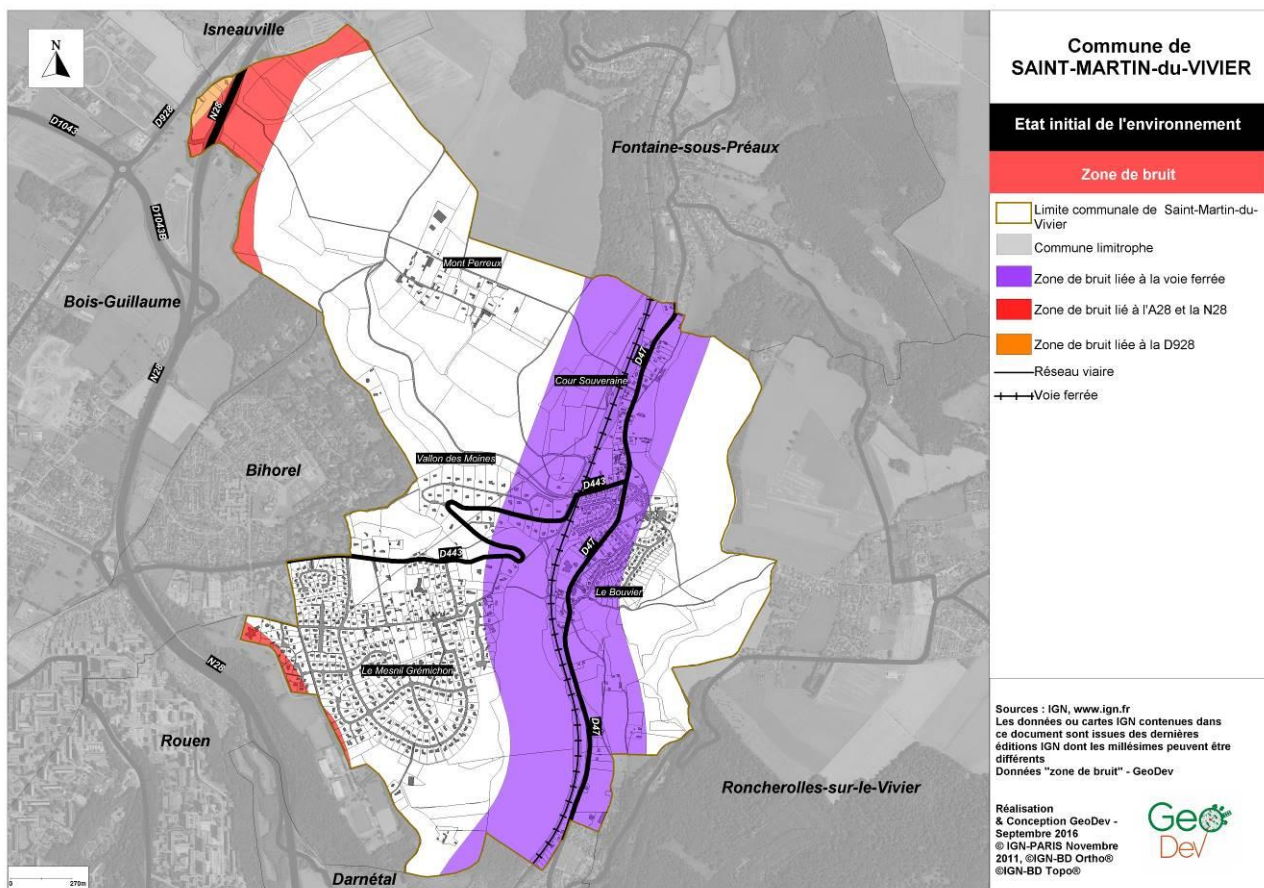 Isneauville
N
D1043
D928
N28
Fontaine-sous-Préaux
D1043B
Mont Perreux
Bois-Guillaume
D47
N28
Cour Souveraine
Vallon des Moines
Bihorel
D443
D443
D47
Le Bouvier
N28
Le Mesnil Grémichon
Rouen
D47
Roncherolles-sur-le-Vivier
Darnétal
0 270m
Commune de
SAINT-MARTIN-du-VIVIER
Etat initial de l'environnement
Zone de bruit
Limite communale de Saint-Martin-du-
Vivier
Commune limitrophe
Zone de bruit liée à la voie ferrée
Zone de bruit lié à l'A28 et la N28
Zone de bruit liée à la D928
Réseau viaire
Voie ferrée
Sources : IGN, www.ign.fr
Les données ou cartes IGN contenues dans
ce document sont issues des dernières
éditions IGN dont les millésimes peuvent être
différents
Données "zone de bruit" - GeoDev
Réalisation
& Conception GeoDev -
Septembre 2016
© IGN-PARIS Novembre
2011, ©IGN-BD Ortho®
©IGN-BD Topo®
Geo
Dev